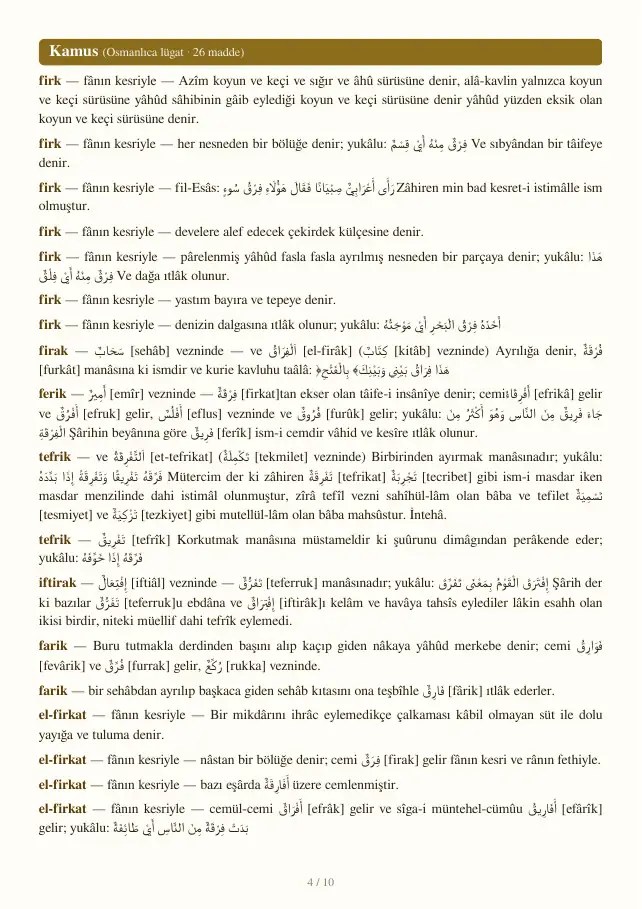 Kamus (Osmanlıca lügat · 26 madde)
firk — fânın kesriyle — Azîm koyun ve keçi ve sığır ve âhû sürüsüne denir, alâ-kavlin yalnızca koyun
ve keçi sürüsüne yâhûd sâhibinin gâib eylediği koyun ve keçi sürüsüne denir yâhûd yüzden eksik olan
koyun ve keçi sürüsüne denir.
firk — fânın kesriyle — her nesneden bir bölüğe denir; yukâlu: فِرْقٌ مِنْهُ أَيْ قِسْمٌ Ve sıbyândan bir tâifeye
denir.
firk — fânın kesriyle — fil-Esâs: رَأَى أَعْرَابِيٌّ صِبْيَانًا فَقَالَ هَؤُلَاءِ فِرْقُ سُوءٍ Zâhiren min bad kesret-i istimâlle ism
olmuştur.
firk — fânın kesriyle — develere alef edecek çekirdek külçesine denir.
firk — fânın kesriyle — pârelenmiş yâhûd fasla fasla ayrılmış nesneden bir parçaya denir; yukâlu: هَذَا
فِرْقٌ مِنْهُ أَيْ فِلْقٌ Ve dağa ıtlâk olunur.
firk — fânın kesriyle — yastım bayıra ve tepeye denir.
firk — fânın kesriyle — denizin dalgasına ıtlâk olunur; yukâlu: أَخَذَهُ فِرْقُ الْبَحْرِ أَيْ مَوْجَتُهُ
firak — سَحَابٌ [sehâb] vezninde — ve اَلْفِرَاقُ [el-firâk] (كِتَابٌ [kitâb] vezninde) Ayrılığa denir, فُرْقَةٌ
[furkât] manâsına ki ismdir ve kurie kavluhu taâlâ: ﴿هَذَا فِرَاقُ بَيْنِي وَبَيْنِكَ﴾ بِالْفَتْحِ
ferik — أَمِيرٌ [emîr] vezninde — فِرْقَةٌ [firkat]tan ekser olan tâife-i insânîye denir; cemi أَفْرِقَاءُ [efrikâ] gelir
ve أَفْرُقٌ [efruk] gelir, أَفْلُسٌ [eflus] vezninde ve فُرُوقٌ [furûk] gelir; yukâlu: جَاءَ فَرِيقٌ مِنَ النَّاسِ وَهُوَ أَكْثَرُ مِنَ
الْفِرْقَةِ Şârihin beyânına göre فَرِيقٌ [ferîk] ism-i cemdir vâhid ve kesîre ıtlâk olunur.
tefrik — ve اَلتَّفْرِقَةُ [et-tefrikat] (تَكْمِلَةٌ [tekmilet] vezninde) Birbirinden ayırmak manâsınadır; yukâlu:
فَرَّقَهُ تَفْرِيقًا وَتَفْرِقَةً إِذَا بَدَّدَهُ Mütercim der ki zâhiren تَفْرِقَةٌ [tefrikat] تَجْرِبَةٌ [tecribet] gibi ism-i masdar iken
masdar menzilinde dahi istimâl olunmuştur, zîrâ tefîl vezni sahîhül-lâm olan bâba ve tefilet تَسْمِيَةٌ
[tesmiyet] ve تَزْكِيَةٌ [tezkiyet] gibi mutellül-lâm olan bâba mahsûstur. İntehâ.
tefrik — تَفْرِيقٌ [tefrîk] Korkutmak manâsına müstameldir ki şuûrunu dimâgından perâkende eder;
yukâlu: فَرَّقَهُ إِذَا خَوَّفَهُ
iftirak — إِفْتِعَالٌ [iftiâl] vezninde — تَفَرُّقٌ [teferruk] manâsınadır; yukâlu: إِفْتَرَقَ الْقَوْمُ بِمَعْنَى تَفَرَّقَ Şârih der
ki bazılar تَفَرُّقٌ [teferruk]u ebdâna ve إِفْتِرَاقٌ [iftirâk]ı kelâm ve havâya tahsîs eylediler lâkin esahh olan
ikisi birdir, niteki müellif dahi tefrîk eylemedi.
farik — Buru tutmakla derdinden başını alıp kaçıp giden nâkaya yâhûd merkebe denir; cemi فَوَارِقُ
[fevârik] ve فُرَّقٌ [furrak] gelir, رُكَّعٌ [rukka] vezninde.
farik — bir sehâbdan ayrılıp başkaca giden sehâb kıtasını ona teşbîhle فَارِقٌ [fârik] ıtlâk ederler.
el-firkat — fânın kesriyle — Bir mikdârını ihrâc eylemedikçe çalkaması kâbil olmayan süt ile dolu
yayığa ve tuluma denir.
el-firkat — fânın kesriyle — nâstan bir bölüğe denir; cemi فِرَقٌ [firak] gelir fânın kesri ve rânın fethiyle.
el-firkat — fânın kesriyle — bazı eşârda أَفَارِقَةٌ üzere cemlenmiştir.
el-firkat — fânın kesriyle — cemül-cemi أَفْرَاقٌ [efrâk] gelir ve sîga-i müntehel-cümûu أَفَارِيقُ [efârîk]
gelir; yukâlu: بَدَتْ فِرْقَةٌ مِنَ النَّاسِ أَيْ طَائِفَةٌ
4 / 10